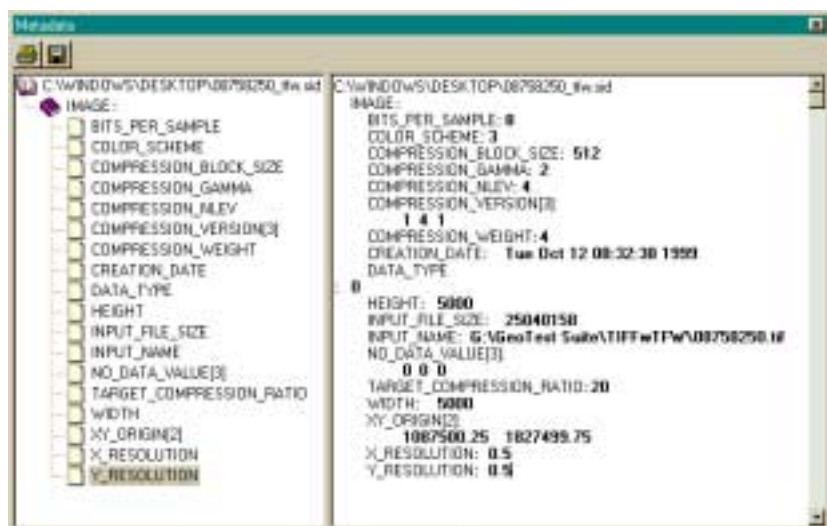 Metadata
C:\WINDOWS\DESKTOP\08758250_tfw.sid
IMAGE:
BITS_PER_SAMPLE
COLOR_SCHEME
COMPRESSION_BLOCK_SIZE
COMPRESSION_GAMMA
COMPRESSION_NLEV
COMPRESSION_VERSION[3]
COMPRESSION_WEIGHT
CREATION_DATE
DATA_TYPE
HEIGHT
INPUT_FILE_SIZE
INPUT_NAME
NO_DATA_VALUE[3]
TARGET_COMPRESSION_RATIO
WIDTH
XY_ORIGIN[2]
X_RESOLUTION
Y_RESOLUTION
C:\WINDOWS\DESKTOP\08758250_tfw.sid
IMAGE:
BITS_PER_SAMPLE: 8
COLOR_SCHEME: 3
COMPRESSION_BLOCK_SIZE: 512
COMPRESSION_GAMMA: 2
COMPRESSION_NLEV: 4
COMPRESSION_VERSION[3]
1 4 1
COMPRESSION_WEIGHT: 4
CREATION_DATE: Tue Oct 12 08:32:38 1999
DATA_TYPE
: 0
HEIGHT: 5000
INPUT_FILE_SIZE: 25040158
INPUT_NAME: G:\GeoTest Suite\TIFFwTFW\08758250.tif
NO_DATA_VALUE[3]
0 0 0
TARGET_COMPRESSION_RATIO: 20
WIDTH: 5000
XY_ORIGIN[2]
1087500.25 1827499.75
X_RESOLUTION: 0.5
Y_RESOLUTION: 0.5